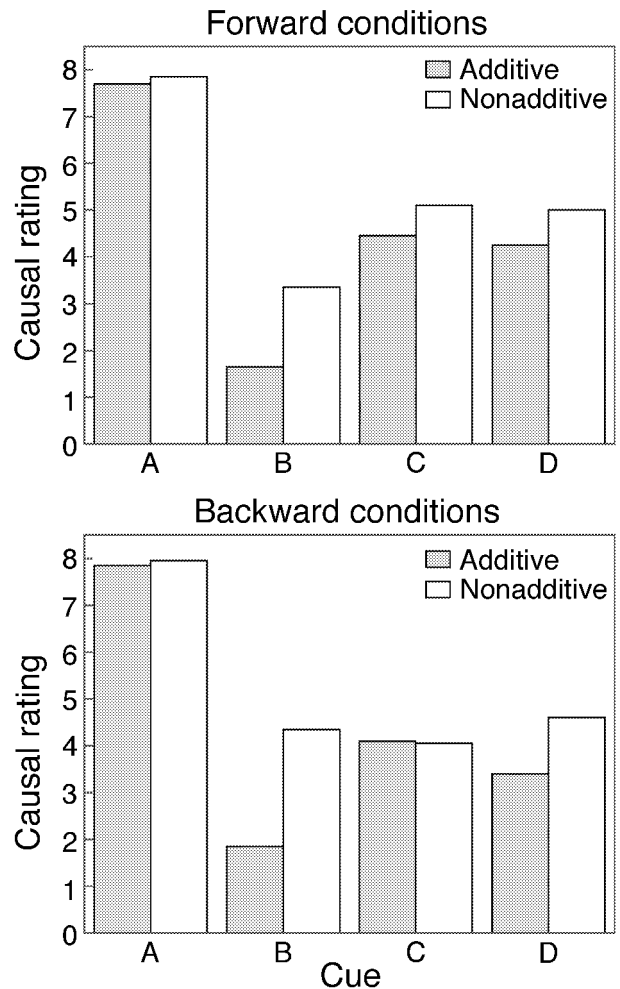 Forward conditions
Additive
Nonadditive
Causal rating
8
7
6
5
4
3
2
1
0
A B C D
Backward conditions
Additive
Nonadditive
Causal rating
8
7
6
5
4
3
2
1
0
A B C D
Cue